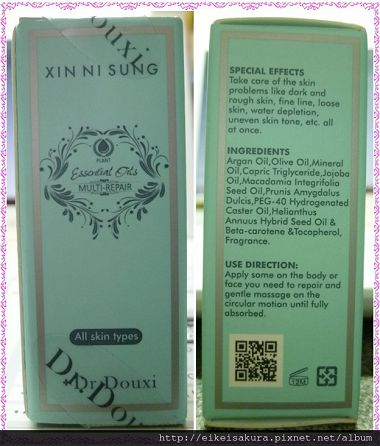 Dr.Douxi
XIN NI SUNG
PLANT
Essential Oils
MULTI-REPAIR
All skin types
Dr.Douxi
Dr Douxi
SPECIAL EFFECTS
Take care of the skin
problems like dark and
rough skin, fine line, loose
skin, water depletion,
uneven skin tone, etc. all
at once.
INGREDIENTS
Argan Oil,Olive Oil,Mineral
Oil,Capric Triglyceride,Jojoba
Oil,Macadamia Integrifolia
Seed Oil,Prunis Amygdalus
Dulcis,PEG-40 Hydrogenated
Caster Oil,Helianthus
Annuus Hybrid Seed Oil &
Beta-carotene &Tocopherol,
Fragrance.
USE DIRECTION:
Apply some on the body or
face you need to repair and
gentle massage on the
circular motion until fully
absorbed.
12M
http://eikeisakura.pixnet.net/album